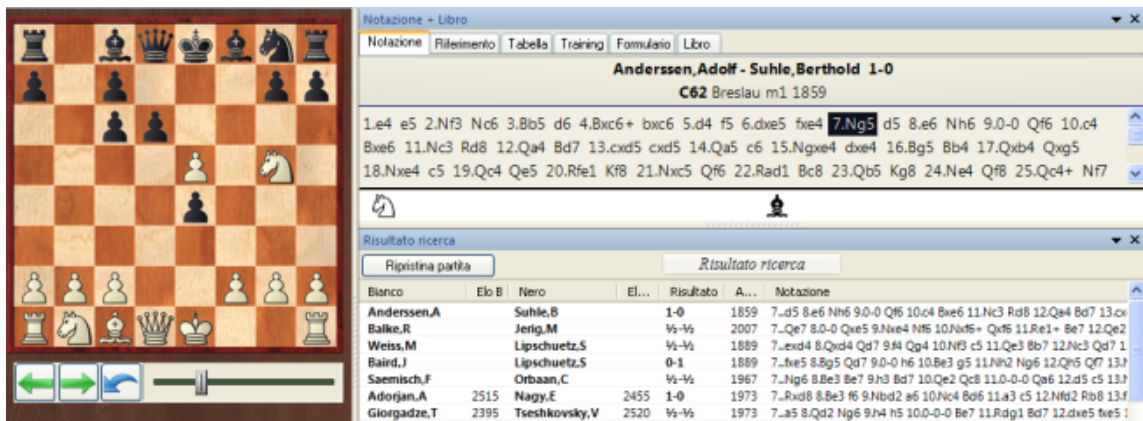 Notazione + Libro
Notazione Riferimento Tabella Training Formulario Libro
Anderssen,Adolf - Suhle,Berthold 1-0
C62 Breslau m1 1859
1.e4 e5 2.Nf3 Nc6 3.Bb5 d6 4.Bxc6+ bxc6 5.d4 f5 6.dxe5 fxe4 7.Ng5 d5 8.e6 Nh6 9.0-0 Qf6 10.c4
Bxe6 11.Nc3 Rd8 12.Qa4 Bd7 13.cxd5 cxd5 14.Qa5 c6 15.Ngxe4 dxe4 16.Bg5 Bb4 17.Qxb4 Qxg5
18.Nxe4 c5 19.Qc4 Qe5 20.Rfe1 Kf8 21.Nxc5 Qf6 22.Rad1 Bc8 23.Qb5 Kg8 24.Ne4 Qf8 25.Qc4+ Nf7
Risultato ricerca
Ripristina partita Risultato ricerca
Bianco Elo B Nero El... Risultato A... Notazione
Anderssen,A Suhle,B 1-0 1859 7...d5 8.e6 Nh6 9.0-0 Qf6 10.c4 Bxe6 11.Nc3 Rd8 12.Qa4 Bd7 13.cx
Balke,R Jerig,M ½-½ 2007 7...Qe7 8.0-0 Qxe5 9.Nxe4 Nf6 10.Nxf6+ Qxf6 11.Re1+ Be7 12.Qe2
Weiss,M Lipschuetz,S ½-½ 1889 7...exd4 8.Qxd4 Qd7 9.f4 Qg4 10.Nf3 c5 11.Qe3 Bb7 12.Nc3 Qd7 1
Baird,J Lipschuetz,S 0-1 1889 7...fxe5 8.Bg5 Qd7 9.0-0 h6 10.Be3 g5 11.Nh2 Ng6 12.Qh5 Qf7 13.
Saemisch,F Orbaan,C ½-½ 1967 7...Ng6 8.Be3 Be7 9.h3 Bd7 10.Qe2 Qc8 11.0-0-0 Qa6 12.d5 c5 13.
Adorjan,A 2515 Nagy,E 2455 1-0 1973 7...Rxd8 8.Be3 f6 9.Nbd2 a6 10.Nc4 Bd6 11.a3 c5 12.Nfd2 Rb8 13.f
Giorgadze,T 2395 Tseshkovsky,V 2520 ½-½ 1973 7...a5 8.Qd2 Ng6 9.h4 h5 10.0-0-0 Be7 11.Rdg1 Bd7 12.dxe5 fxe5 1